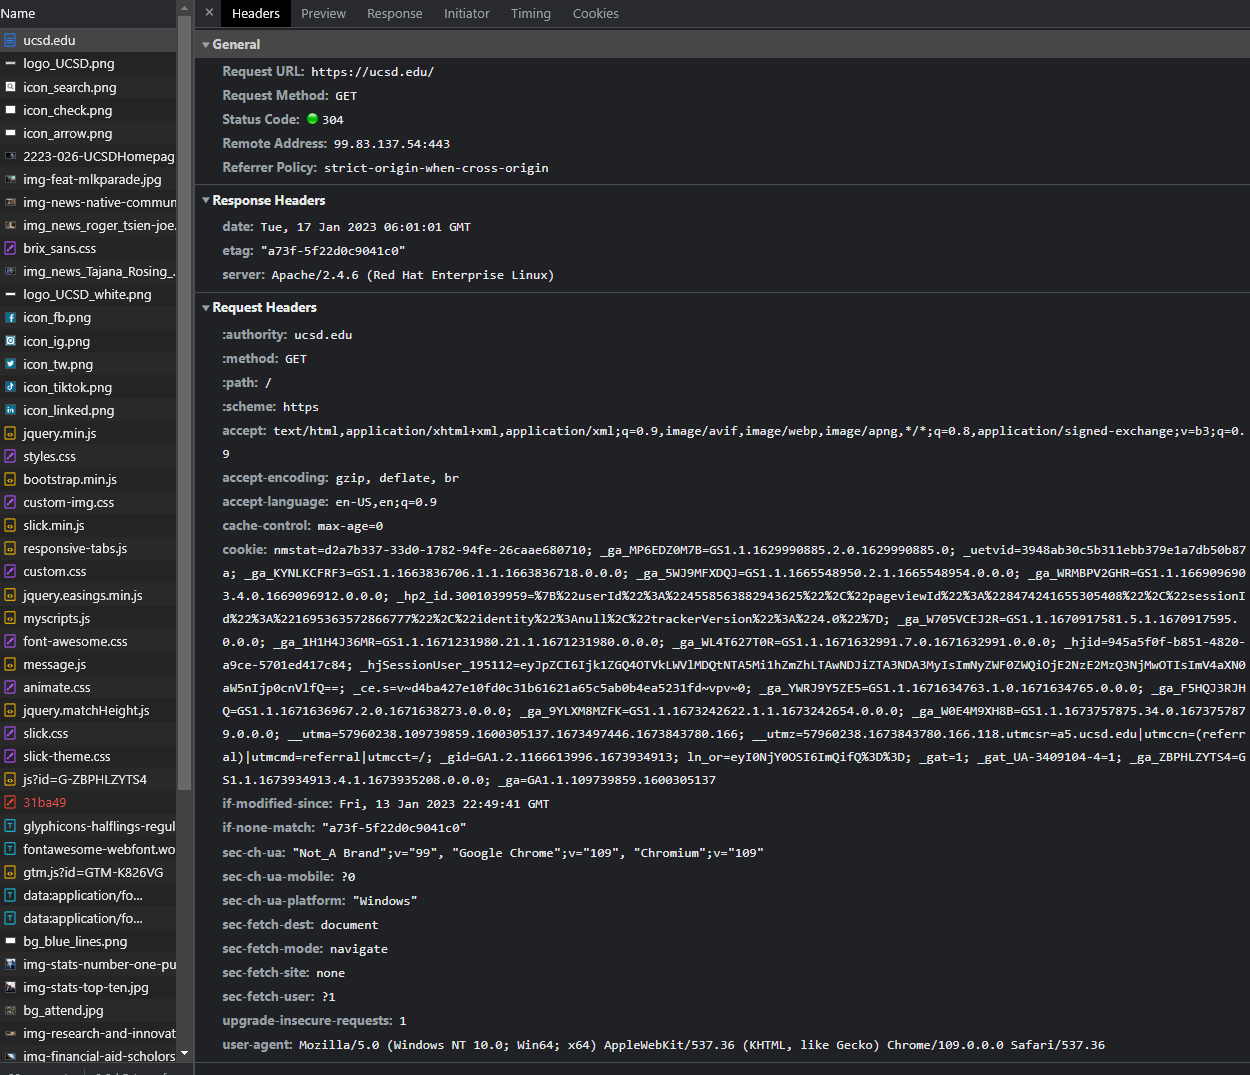 Name
ucsd.edu
logo_UCSD.png
icon_search.png
icon_check.png
icon_arrow.png
2223-026-UCSDHomepag
img-feat-mlkparade.jpg
img-news-native-commun
img_news_roger_tsien-joe.
brix_sans.css
img_news_Tajana_Rosing_.
logo_UCSD_white.png
icon_fb.png
icon_ig.png
icon_tw.png
icon_tiktok.png
icon_linked.png
jquery.min.js
styles.css
bootstrap.min.js
custom-img.css
slick.min.js
responsive-tabs.js
custom.css
jquery.easings.min.js
myscripts.js
font-awesome.css
message.js
animate.css
jquery.matchHeight.js
slick.css
slick-theme.css
js?id=G-ZBPHLZYTS4
31ba49
glyphicons-halflings-regul
fontawesome-webfont.wo
gtm.js?id=GTM-K826VG
data:application/fo...
data:application/fo...
bg_blue_lines.png
img-stats-number-one-pu
img-stats-top-ten.jpg
bg_attend.jpg
img-research-and-innovat
img-financial-aid-scholors
Headers Preview Response Initiator Timing Cookies
General
Request URL: https://ucsd.edu/
Request Method: GET
Status Code: 304
Remote Address: 99.83.137.54:443
Referrer Policy: strict-origin-when-cross-origin
Response Headers
date: Tue, 17 Jan 2023 06:01:01 GMT
etag: "a73f-5f22d0c9041c0"
server: Apache/2.4.6 (Red Hat Enterprise Linux)
Request Headers
:authority: ucsd.edu
:method: GET
:path: /
:scheme: https
accept: text/html,application/xhtml+xml,application/xml;q=0.9,image/avif,image/webp,image/apng,*/*;q=0.8,application/signed-exchange;v=b3;q=0.
9
accept-encoding: gzip, deflate, br
accept-language: en-US,en;q=0.9
cache-control: max-age=0
cookie: nmstat=d2a7b337-33d0-1782-94fe-26caae680710; _ga_MP6EDZ0M7B=GS1.1.1629990885.2.0.1629990885.0; _uetvid=3948ab30c5b311ebb379e1a7db50b87
a; _ga_KYNLKCFRF3=GS1.1.1663836706.1.1.1663836718.0.0.0; _ga_5WJ9MFXDQJ=GS1.1.1665548950.2.1.1665548954.0.0.0; _ga_WRMBPV2GHR=GS1.1.166909690
3.4.0.1669096912.0.0.0; _hp2_id.3001039959=%7B%22userId%22%3A%224558563882943625%22%2C%22pageviewId%22%3A%228474241655305408%22%2C%22sessionI
d%22%3A%221695363572866777%22%2C%22identity%22%3Anull%2C%22trackerVersion%22%3A%224.0%22%7D; _ga_W705VCEJ2R=GS1.1.1670917581.5.1.1670917595.
0.0.0; _ga_1H1H4J36MR=GS1.1.1671231980.21.1.1671231980.0.0.0; _ga_WL4T627T0R=GS1.1.1671632991.7.0.1671632991.0.0.0; _hjid=945a5f0f-b851-4820-
a9ce-5701ed417c84; _hjSessionUser_195112=eyJpZCI6Ijk1ZGQ4OTVkLWVlMDQtNTA5Mi1hZmZhLTAwNDJiZTA3NDA3MyIsImNyZWF0ZWQiOjE2NzE2MzQ3NjMwOTIsImV4aXN0
aW5nIjp0cnVlfQ==; _ce.s=v~d4ba427e10fd0c31b61621a65c5ab0b4ea5231fd~vpv~0; _ga_YWRJ9Y5ZE5=GS1.1.1671634763.1.0.1671634765.0.0.0; _ga_F5HQJ3RJH
Q=GS1.1.1671636967.2.0.1671638273.0.0.0; _ga_9YLXM8MZFK=GS1.1.1673242622.1.1.1673242654.0.0.0; _ga_W0E4M9XH8B=GS1.1.1673757875.34.0.167375787
9.0.0.0; __utma=57960238.109739859.1600305137.1673497446.1673843780.166; __utmz=57960238.1673843780.166.118.utmcsr=a5.ucsd.edu|utmccn=(referr
al)|utmcmd=referral|utmcct=/; _gid=GA1.2.1166613996.1673934913; ln_or=eyI0NjY0OSI6ImQifQ%3D%3D; _gat=1; _gat_UA-3409104-4=1; _ga_ZBPHLZYTS4=G
S1.1.1673934913.4.1.1673935208.0.0.0; _ga=GA1.1.109739859.1600305137
if-modified-since: Fri, 13 Jan 2023 22:49:41 GMT
if-none-match: "a73f-5f22d0c9041c0"
sec-ch-ua: "Not_A Brand";v="99", "Google Chrome";v="109", "Chromium";v="109"
sec-ch-ua-mobile: ?0
sec-ch-ua-platform: "Windows"
sec-fetch-dest: document
sec-fetch-mode: navigate
sec-fetch-site: none
sec-fetch-user: ?1
upgrade-insecure-requests: 1
user-agent: Mozilla/5.0 (Windows NT 10.0; Win64; x64) AppleWebKit/537.36 (KHTML, like Gecko) Chrome/109.0.0.0 Safari/537.36